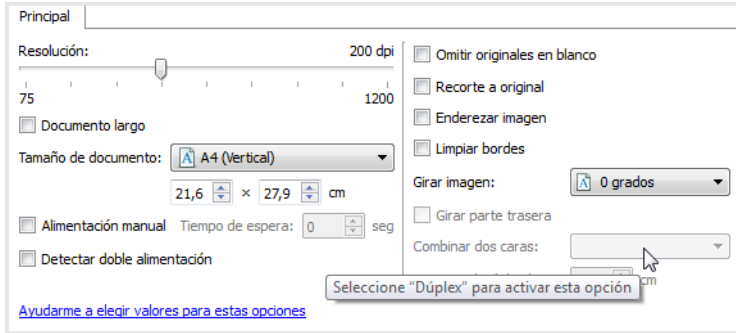 Principal
Resolución: 200 dpi
75 1200
Documento largo
Tamaño de documento: A4 (Vertical)
21,6 × 27,9 cm
Alimentación manual Tiempo de espera: 0 seg
Detectar doble alimentación
Ayudarme a elegir valores para estas opciones
Omitir originales en blanco
Recorte a original
Enderezar imagen
Limpiar bordes
Girar imagen: 0 grados
Girar parte trasera
Combinar dos caras:
cm
Seleccione "Dúplex" para activar esta opción